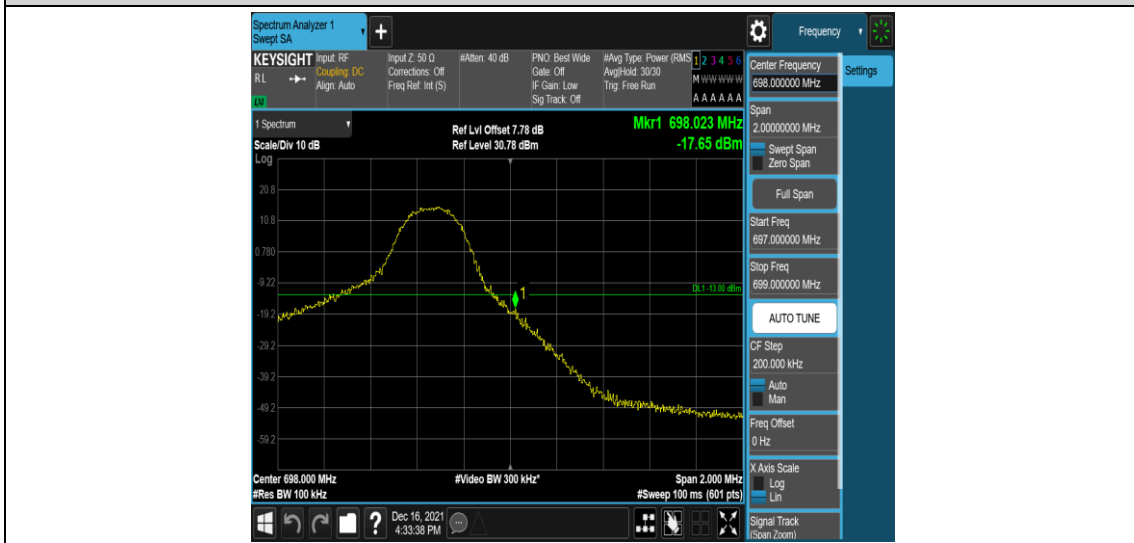 Spectrum Analyzer 1
Swept SA
+
Frequency
KEYSIGHT
RL
Input: RF
Coupling: DC
Align: Auto
Input Z: 50 Ω
Corrections: Off
Freq Ref: Int (S)
#Atten: 40 dB
PNO: Best Wide
Gate: Off
IF Gain: Low
Sig Track: Off
#Avg Type: Power (RMS
Avg|Hold: 30/30
Trig: Free Run
1 2 3 4 5 6
M W W W W W
A A A A A A
1 Spectrum
Scale/Div 10 dB
Ref Lvl Offset 7.78 dB
Ref Level 30.78 dBm
Mkr1 698.023 MHz
-17.65 dBm
Log
20.8
10.8
0.780
-9.22
-19.2
-29.2
-39.2
-49.2
-59.2
DL1 -13.00 dBm
1
Center 698.000 MHz
#Res BW 100 kHz
#Video BW 300 kHz*
Span 2.000 MHz
#Sweep 100 ms (601 pts)
?
Dec 16, 2021
4:33:38 PM
Center Frequency
698.000000 MHz
Settings
Span
2.00000000 MHz
Swept Span
Zero Span
Full Span
Start Freq
697.000000 MHz
Stop Freq
699.000000 MHz
AUTO TUNE
CF Step
200.000 kHz
Auto
Man
Freq Offset
0 Hz
X Axis Scale
Log
Lin
Signal Track
(Span Zoom)